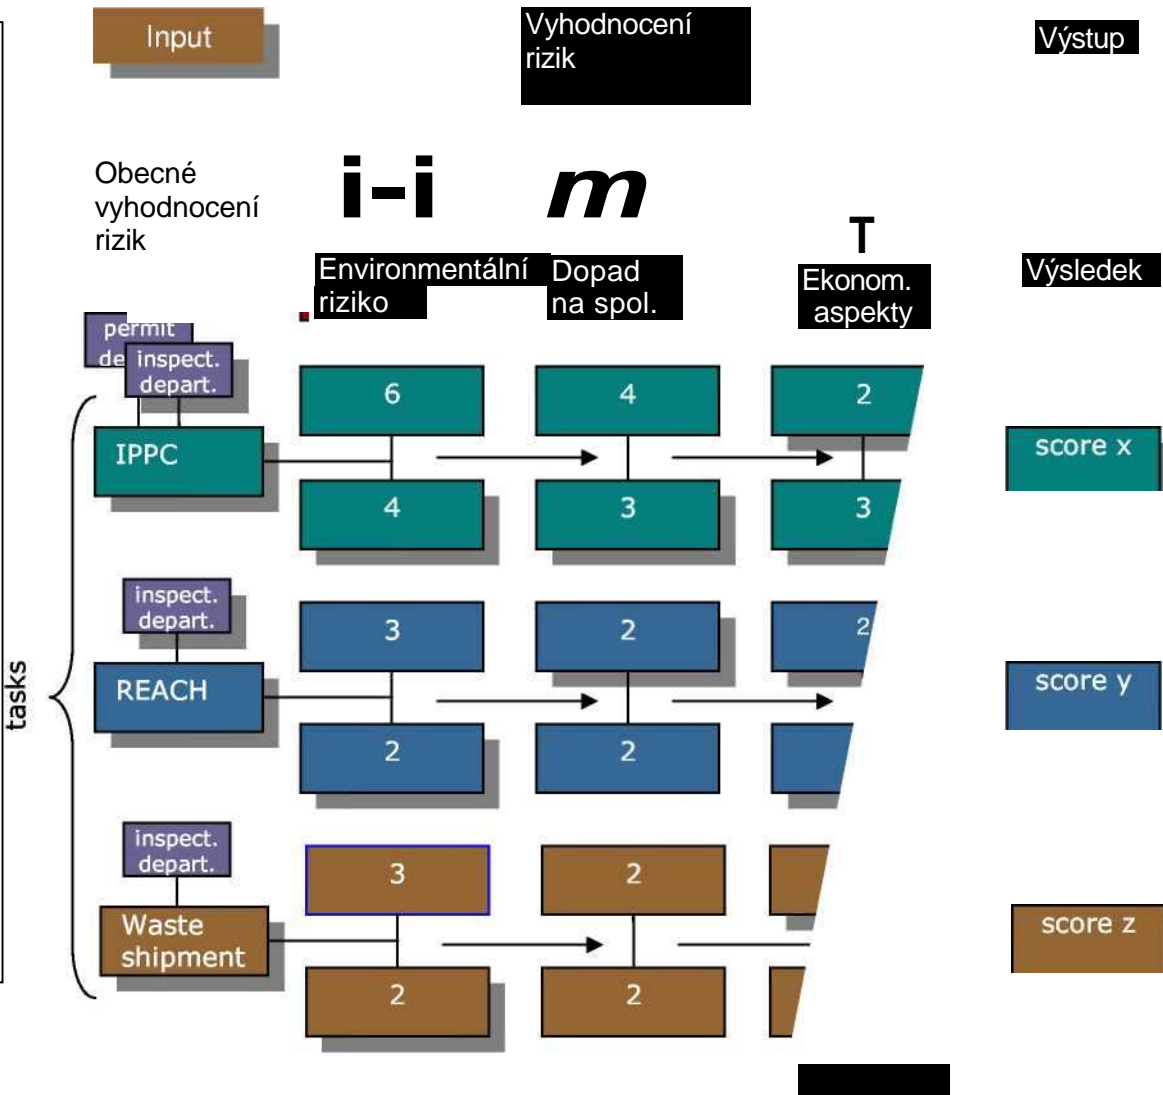 Input
Vyhodnocení
rizik
Výstup
Obecné
vyhodnocení
rizik
i-i
m
T
Environmentální
riziko
Dopad
na spol.
Ekonom.
aspekty
Výsledek
permit
de
inspect.
depart.
6
4
2
IPPC
score x
4
3
3
inspect.
depart.
3
2
2
tasks
REACH
score y
2
2
inspect.
depart.
3
2
Waste
shipment
score z
2
2